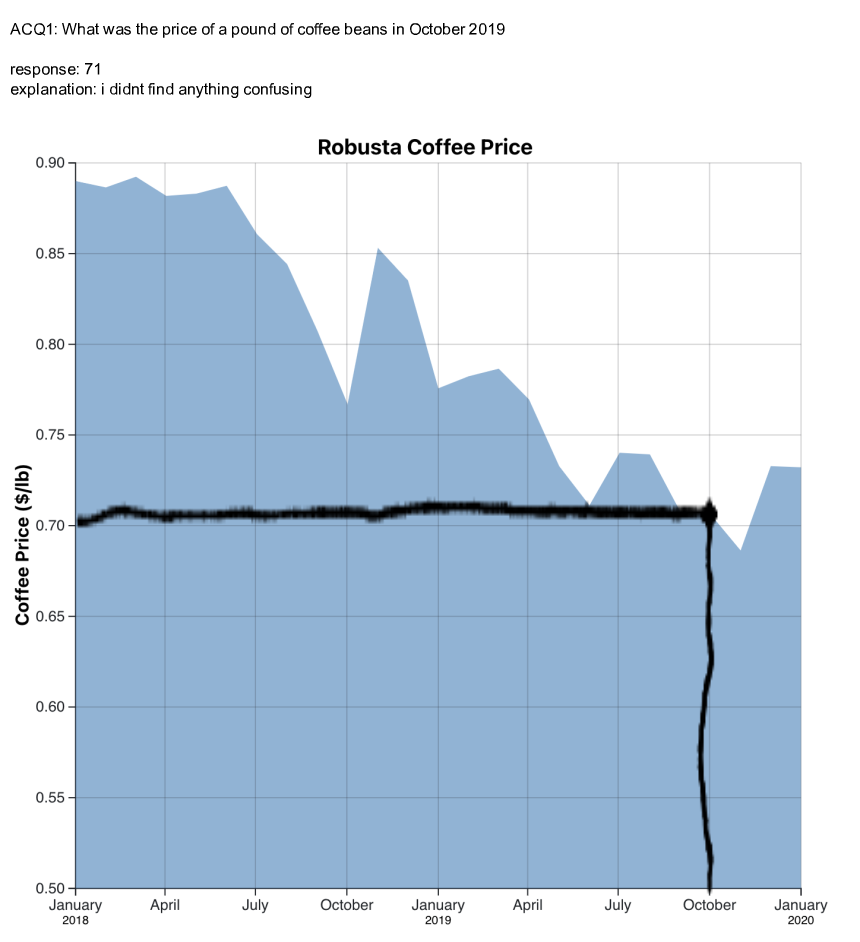 ACQ1: What was the price of a pound of coffee beans in October 2019
response: 71
explanation: i didnt find anything confusing
Robusta Coffee Price
Coffee Price ($/lb)
0.90
0.85
0.80
0.75
0.70
0.65
0.60
0.55
0.50
January April July October January April July October January
2018 2019 2020